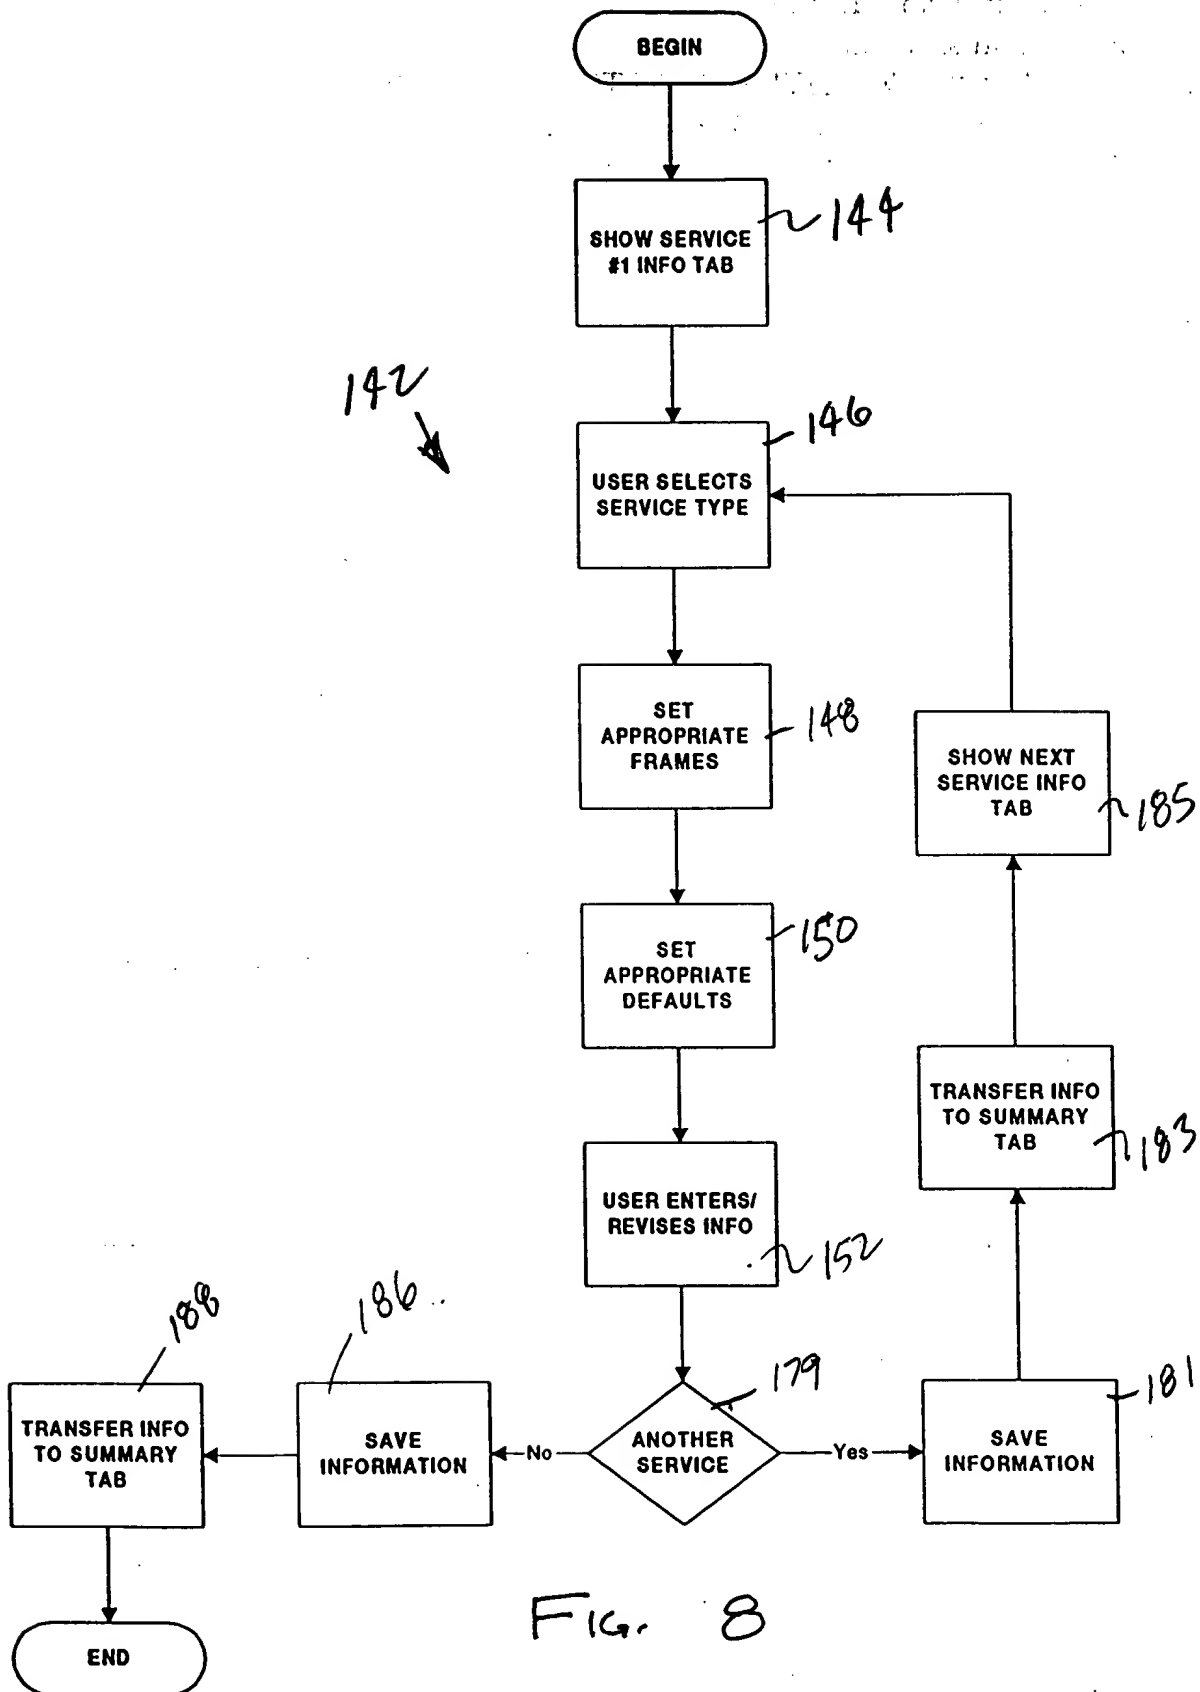 BEGIN
SHOW SERVICE
#1 INFO TAB
144
142
146
USER SELECTS
SERVICE TYPE
SET
APPROPRIATE
FRAMES
148
SHOW NEXT
SERVICE INFO
TAB
185
SET
APPROPRIATE
DEFAULTS
150
TRANSFER INFO
TO SUMMARY
TAB
183
USER ENTERS/
REVISES INFO
152
188
186
179
181
TRANSFER INFO
TO SUMMARY
TAB
SAVE
INFORMATION
No
ANOTHER
SERVICE
Yes
SAVE
INFORMATION
END
FIG. 8